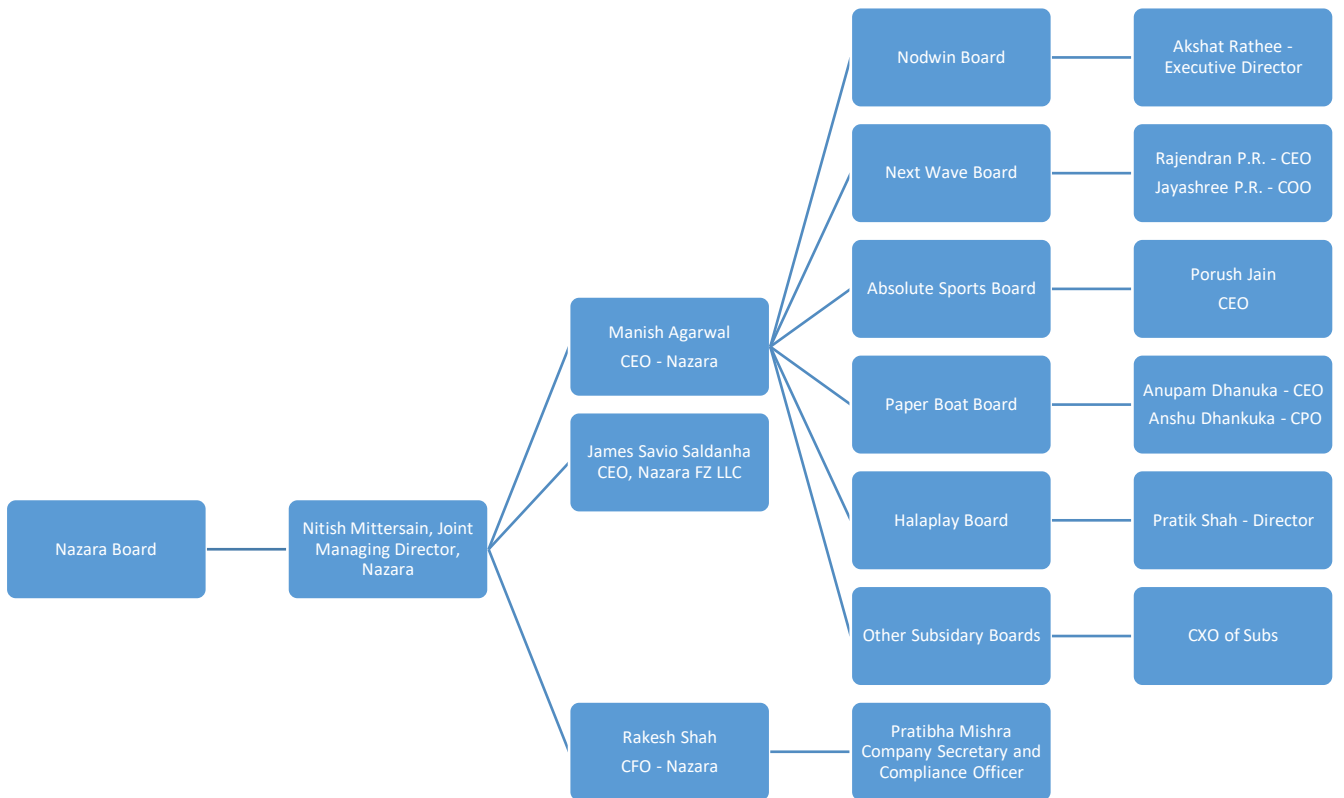 Nazara Board
Nitish Mittersain, Joint
Managing Director,
Nazara
Manish Agarwal
CEO - Nazara
James Savio Saldanha
CEO, Nazara FZ LLC
Rakesh Shah
CFO - Nazara
Nodwin Board
Next Wave Board
Absolute Sports Board
Paper Boat Board
Halaplay Board
Other Subsidary Boards
Pratibha Mishra
Company Secretary and
Compliance Officer
Akshat Rathee -
Executive Director
Rajendran P.R. - CEO
Jayashree P.R. - COO
Porush Jain
CEO
Anupam Dhanuka - CEO
Anshu Dhankuka - CPO
Pratik Shah - Director
CXO of Subs